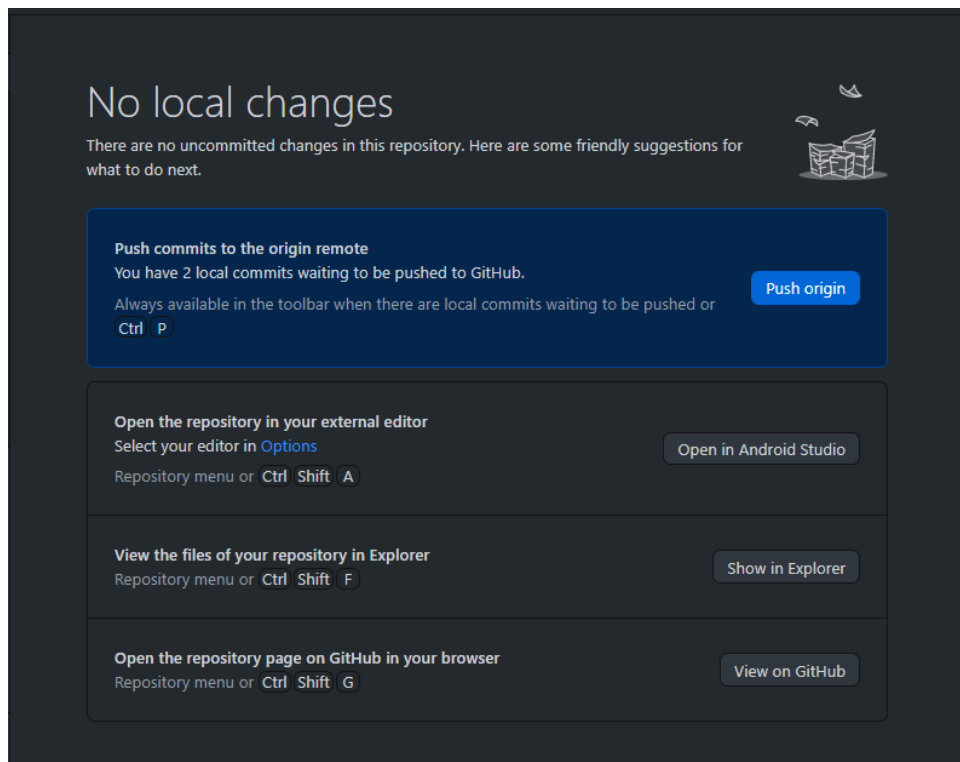 No local changes
There are no uncommitted changes in this repository. Here are some friendly suggestions for
what to do next.
Push commits to the origin remote
You have 2 local commits waiting to be pushed to GitHub.
Push origin
Always available in the toolbar when there are local commits waiting to be pushed or
Ctrl P
Open the repository in your external editor
Select your editor in Options
Open in Android Studio
Repository menu or Ctrl Shift A
View the files of your repository in Explorer
Show in Explorer
Repository menu or Ctrl Shift F
Open the repository page on GitHub in your browser
View on GitHub
Repository menu or Ctrl Shift G